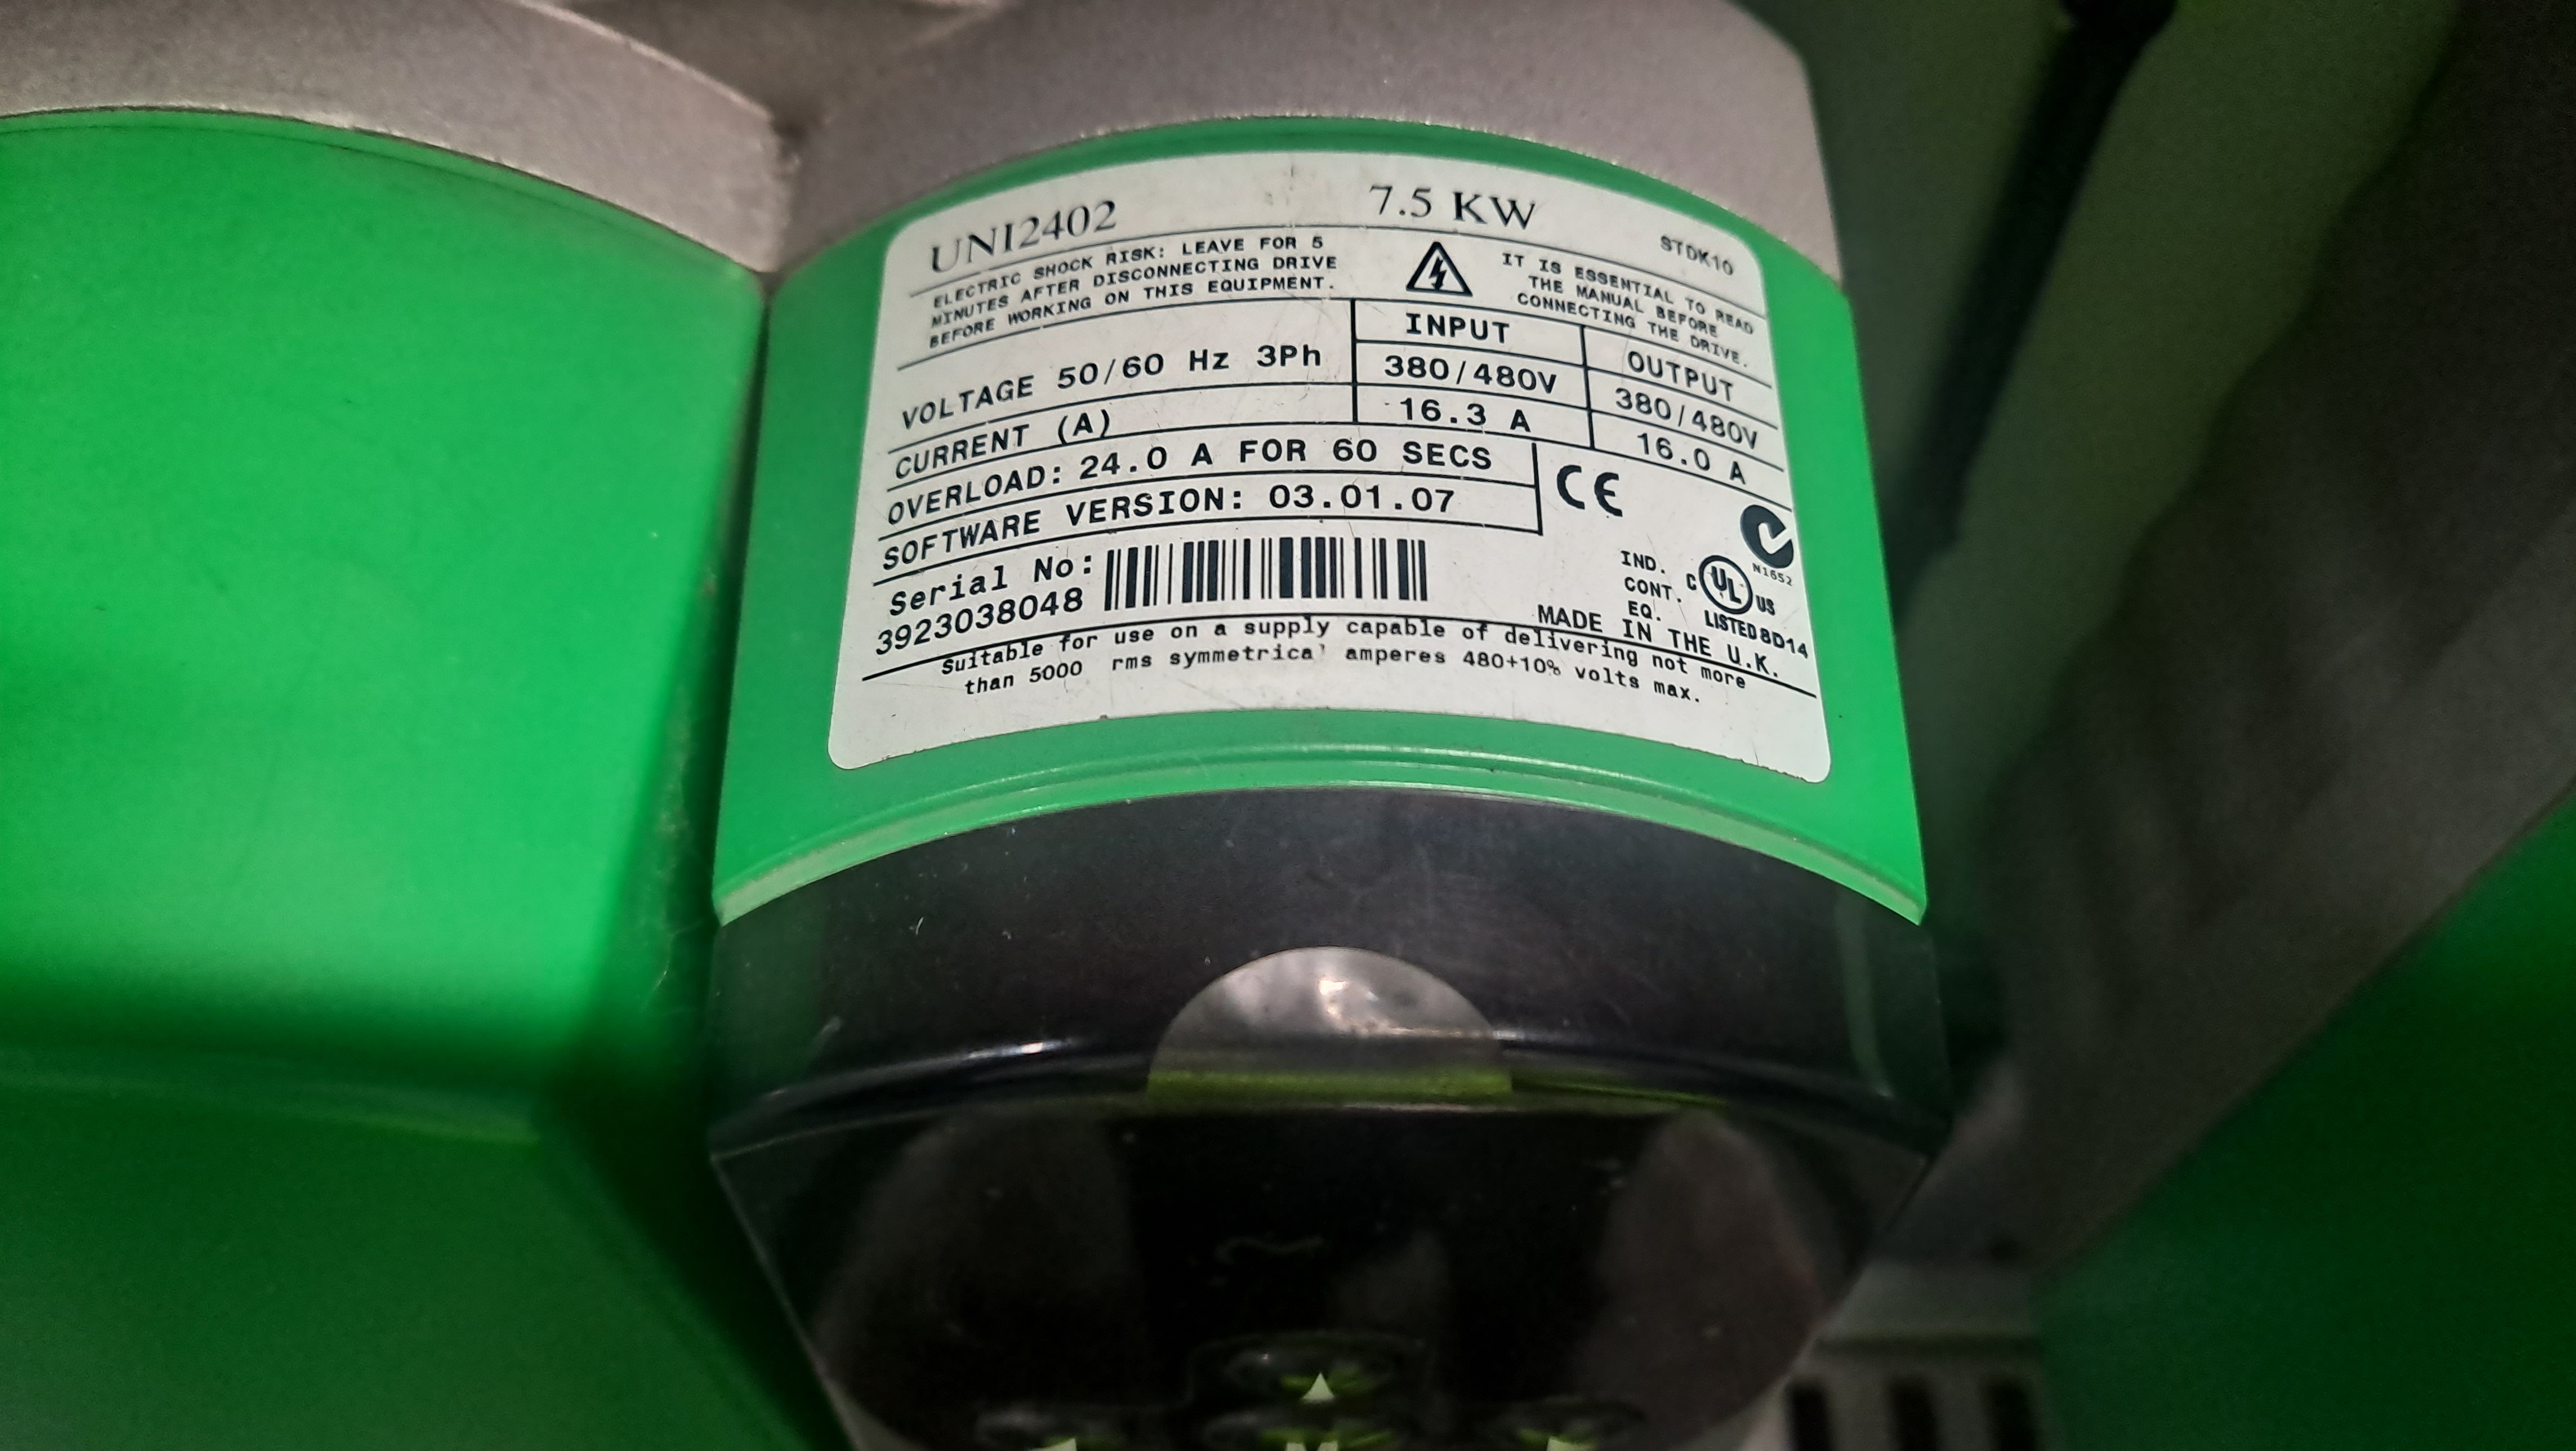 UNI2402 7.5 KW STDK10
ELECTRIC SHOCK RISK: LEAVE FOR 5
MINUTES AFTER DISCONNECTING DRIVE
BEFORE WORKING ON THIS EQUIPMENT.
IT IS ESSENTIAL TO READ
THE MANUAL BEFORE
CONNECTING THE DRIVE.
INPUT OUTPUT
VOLTAGE 50/60 Hz 3Ph 380/480V 380/480V
CURRENT (A) 16.3 A 16.0 A
OVERLOAD: 24.0 A FOR 60 SECS
SOFTWARE VERSION: 03.01.07
CE
N1652
Serial No:
3923038048
IND.
CONT.
EQ.
C UL US
LISTED 8D14
MADE IN THE U.K.
Suitable for use on a supply capable of delivering not more
than 5000 rms symmetrical amperes 480+10% volts max.